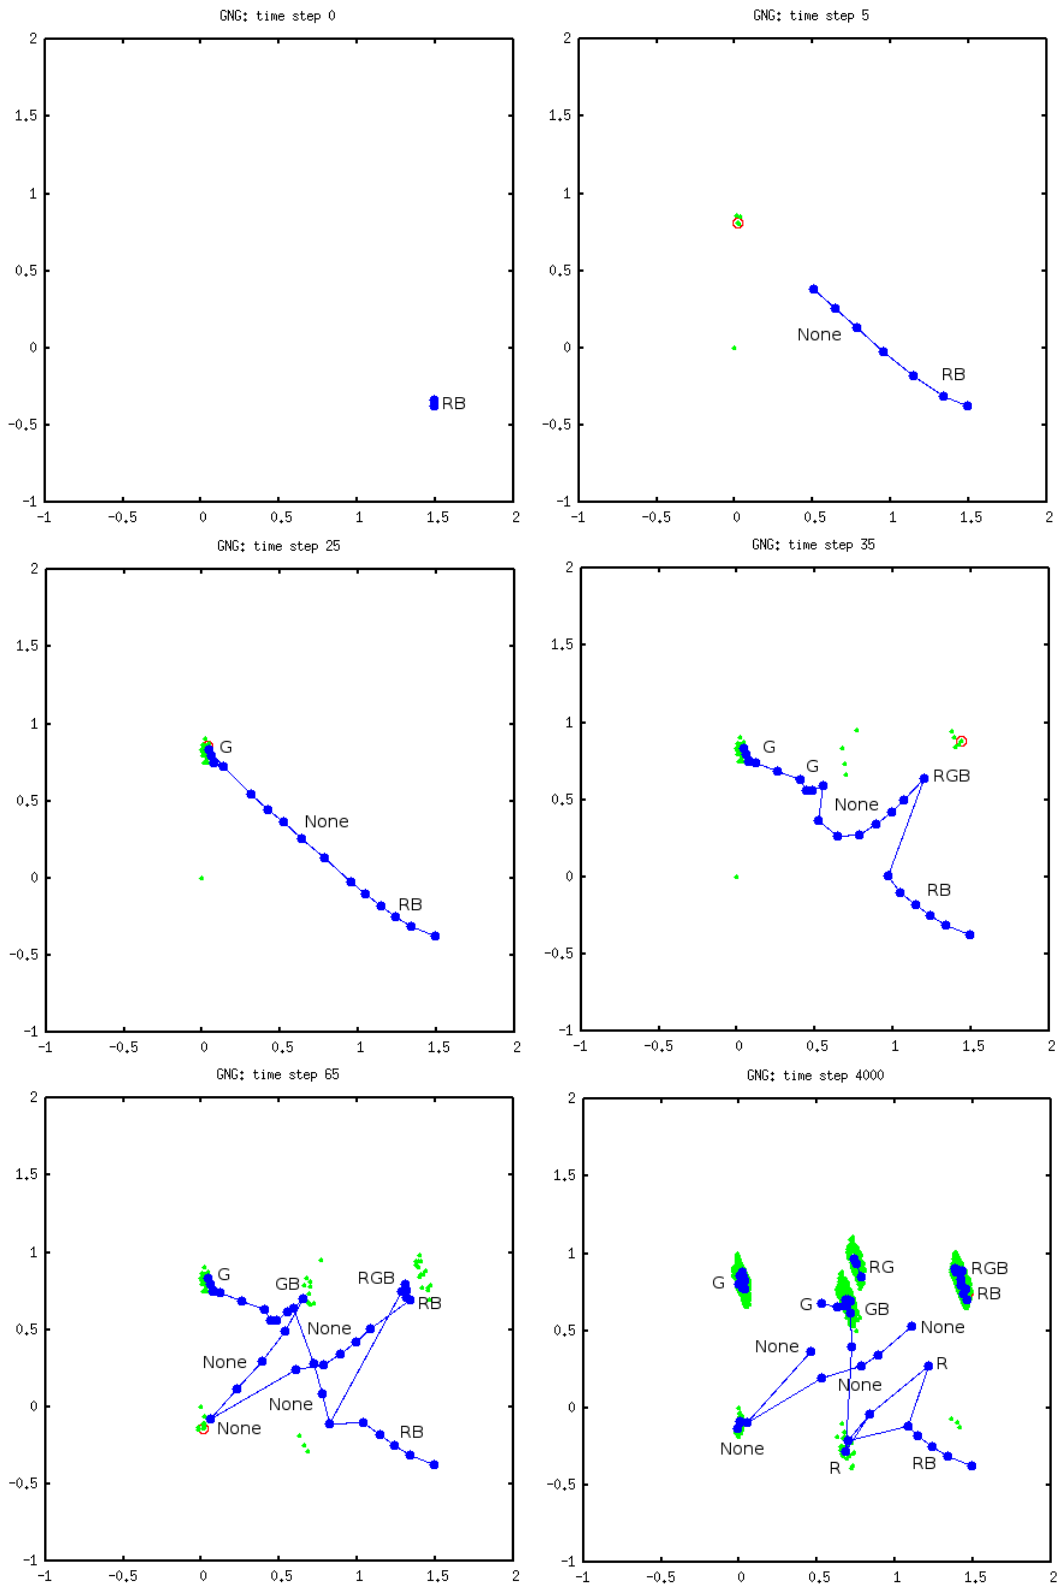 GNG: time step 0
2
1.5
1
0.5
0
-0.5
RB
-1
-1 -0.5 0 0.5 1 1.5 2
GNG: time step 5
2
1.5
1
0.5
None
0
RB
-0.5
-1
-1 -0.5 0 0.5 1 1.5 2
GNG: time step 25
2
1.5
1
G
0.5
None
0
RB
-0.5
-1
-1 -0.5 0 0.5 1 1.5 2
GNG: time step 35
2
1.5
1
G
G
RGB
None
0.5
0
RB
-0.5
-1
-1 -0.5 0 0.5 1 1.5 2
GNG: time step 65
2
1.5
1
G GB RGB
RB
0.5
None
None
None
0
None
RB
-0.5
-1
-1 -0.5 0 0.5 1 1.5 2
GNG: time step 4000
2
1.5
1
G RG RGB
RB
G GB
0.5
None
None
None
R
0
None
RB
R
-0.5
-1
-1 -0.5 0 0.5 1 1.5 2